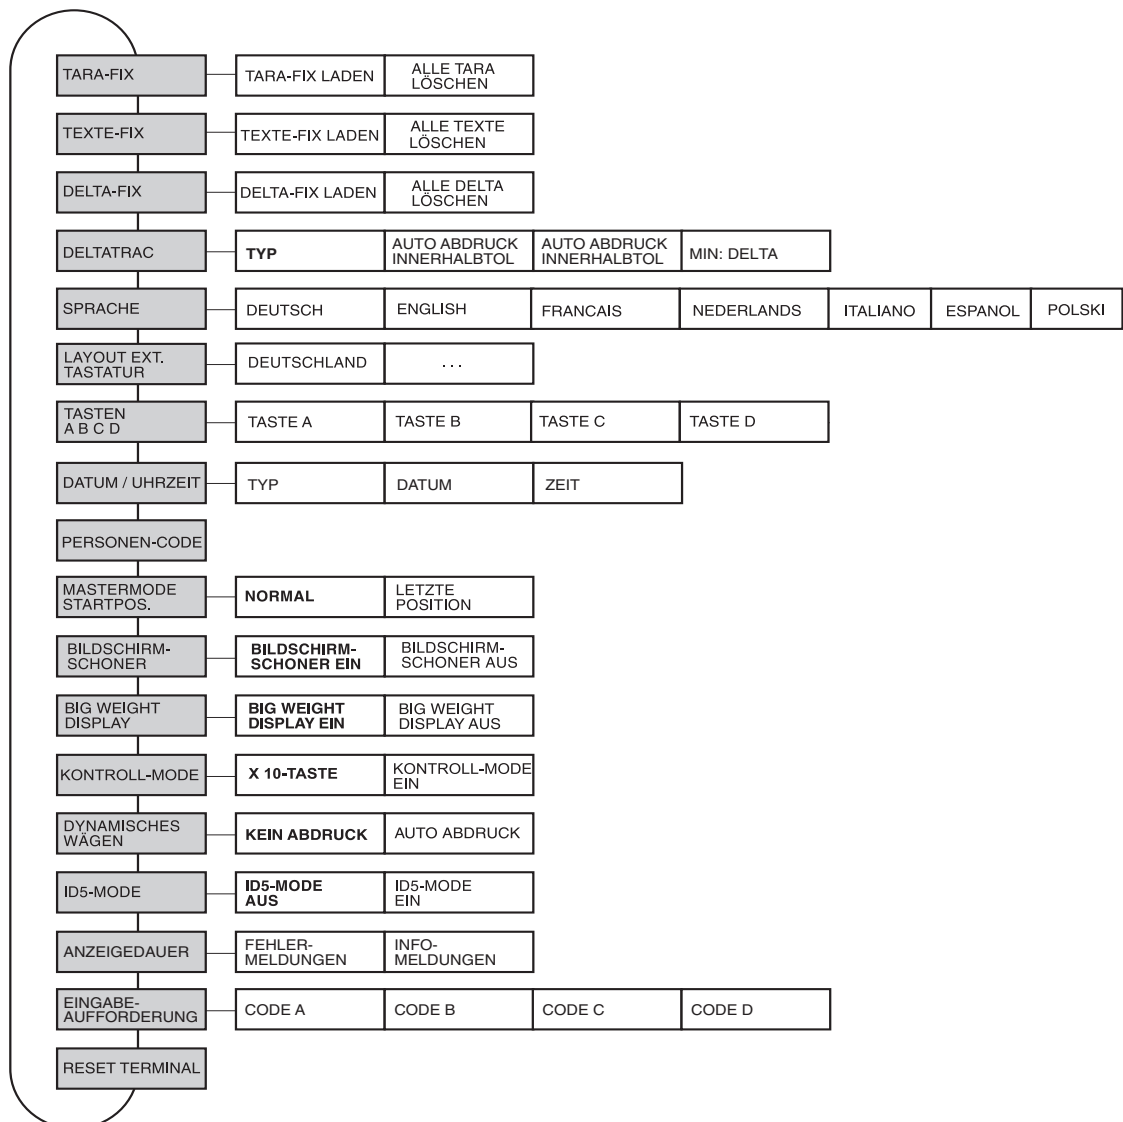 TARA-FIX
TARA-FIX LADEN
ALLE TARA
LÖSCHEN
TEXTE-FIX
TEXTE-FIX LADEN
ALLE TEXTE
LÖSCHEN
DELTA-FIX
DELTA-FIX LADEN
ALLE DELTA
LÖSCHEN
DELTATRAC
TYP
AUTO ABDRUCK
INNERHALBTOL
AUTO ABDRUCK
INNERHALBTOL
MIN: DELTA
SPRACHE
DEUTSCH
ENGLISH
FRANCAIS
NEDERLANDS
ITALIANO
ESPANOL
POLSKI
LAYOUT EXT.
TASTATUR
DEUTSCHLAND
...
TASTEN
A B C D
TASTE A
TASTE B
TASTE C
TASTE D
DATUM / UHRZEIT
TYP
DATUM
ZEIT
PERSONEN-CODE
MASTERMODE
STARTPOS.
NORMAL
LETZTE
POSITION
BILDSCHIRM-
SCHONER
BILDSCHIRM-
SCHONER EIN
BILDSCHIRM-
SCHONER AUS
BIG WEIGHT
DISPLAY
BIG WEIGHT
DISPLAY EIN
BIG WEIGHT
DISPLAY AUS
KONTROLL-MODE
X 10-TASTE
KONTROLL-MODE
EIN
DYNAMISCHES
WÄGEN
KEIN ABDRUCK
AUTO ABDRUCK
ID5-MODE
ID5-MODE
AUS
ID5-MODE
EIN
ANZEIGEDAUER
FEHLER-
MELDUNGEN
INFO-
MELDUNGEN
EINGABE-
AUFFORDERUNG
CODE A
CODE B
CODE C
CODE D
RESET TERMINAL